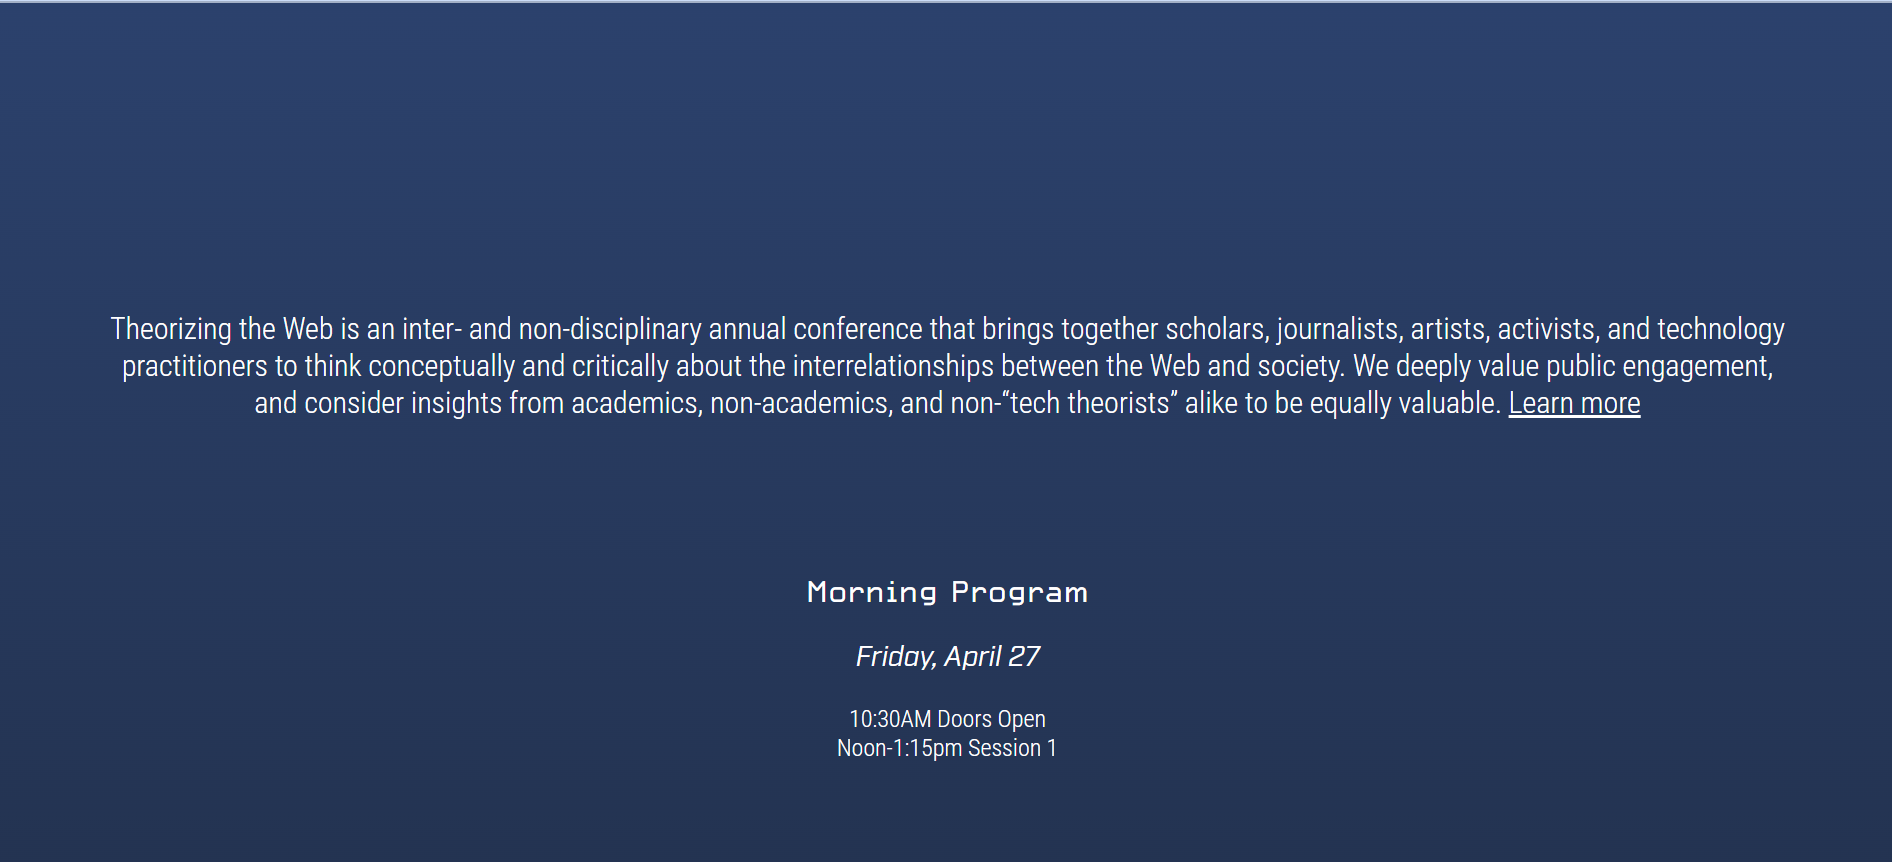 Theorizing the Web is an inter- and non-disciplinary annual conference that brings together scholars, journalists, artists, activists, and technology
practitioners to think conceptually and critically about the interrelationships between the Web and society. We deeply value public engagement,
and consider insights from academics, non-academics, and non-“tech theorists” alike to be equally valuable. Learn more
Morning Program
Friday, April 27
10:30AM Doors Open
Noon-1:15pm Session 1